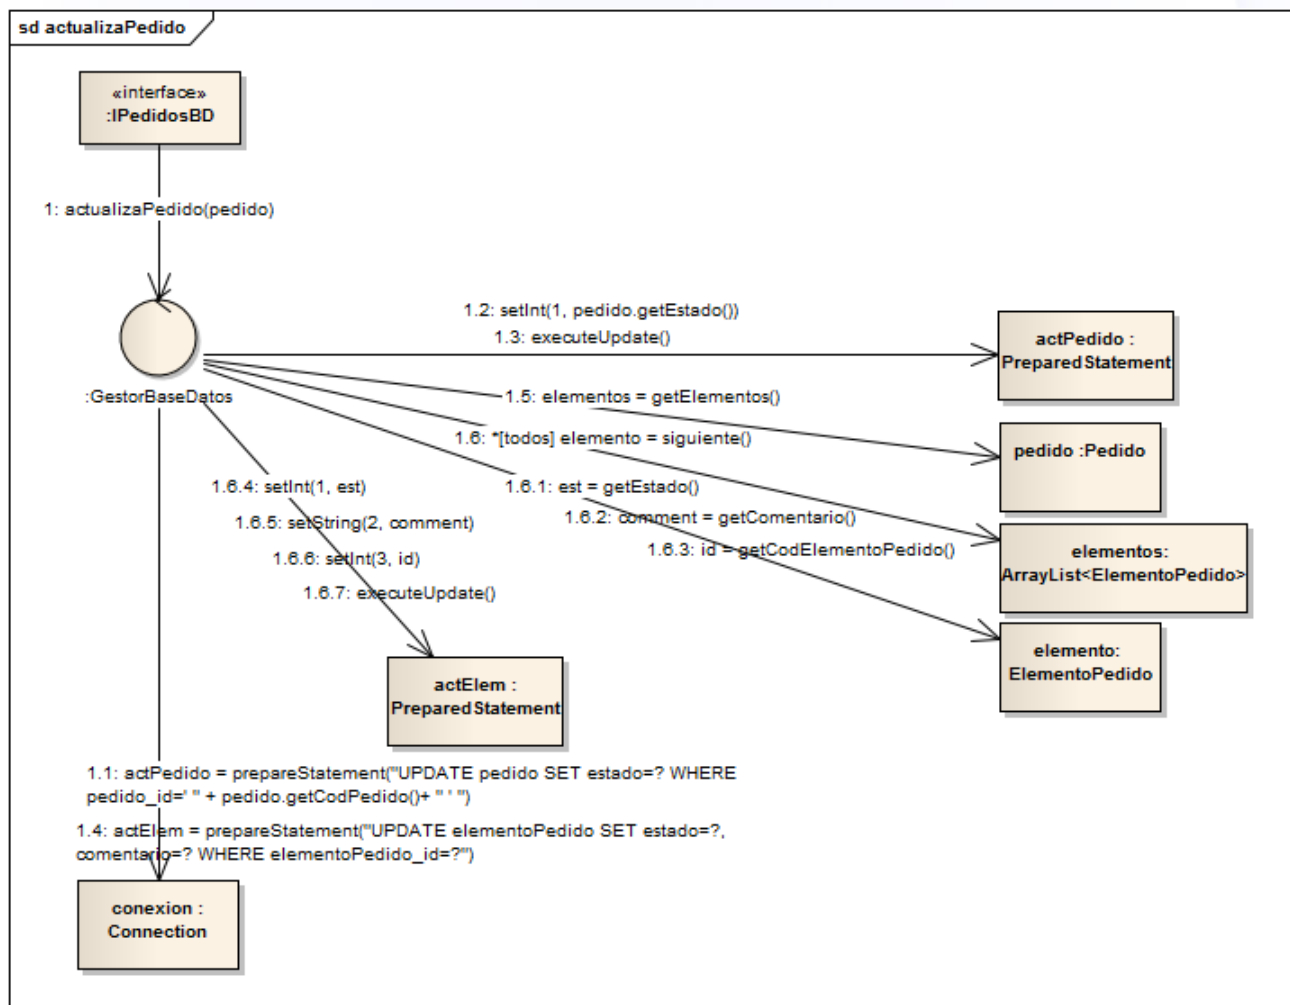 sd actualizaPedido
«interface»
:IPedidosBD
1: actualizaPedido(pedido)
:GestorBaseDatos
1.2: setInt(1, pedido.getEstado())
1.3: executeUpdate()
actPedido :
PreparedStatement
1.5: elementos = getElementos()
1.6: *[todos] elemento = siguiente()
pedido :Pedido
1.6.1: est = getEstado()
1.6.2: comment = getComentario()
1.6.3: id = getCodElementoPedido()
elementos:
ArrayList<ElementoPedido>
elemento:
ElementoPedido
1.6.4: setInt(1, est)
1.6.5: setString(2, comment)
1.6.6: setInt(3, id)
1.6.7: executeUpdate()
actElem :
PreparedStatement
1.1: actPedido = prepareStatement("UPDATE pedido SET estado=? WHERE
pedido_id=' " + pedido.getCodPedido()+ " ' ")
1.4: actElem = prepareStatement("UPDATE elementoPedido SET estado=?,
comentario=? WHERE elementoPedido_id=?")
conexion :
Connection